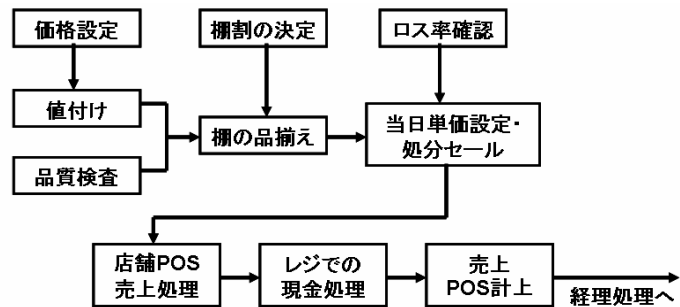 価格設定
棚割の決定
ロス率確認
値付け
棚の品揃え
当日単価設定・
処分セール
品質検査
店舗POS
売上処理
レジでの
現金処理
売上
POS計上
経理処理へ